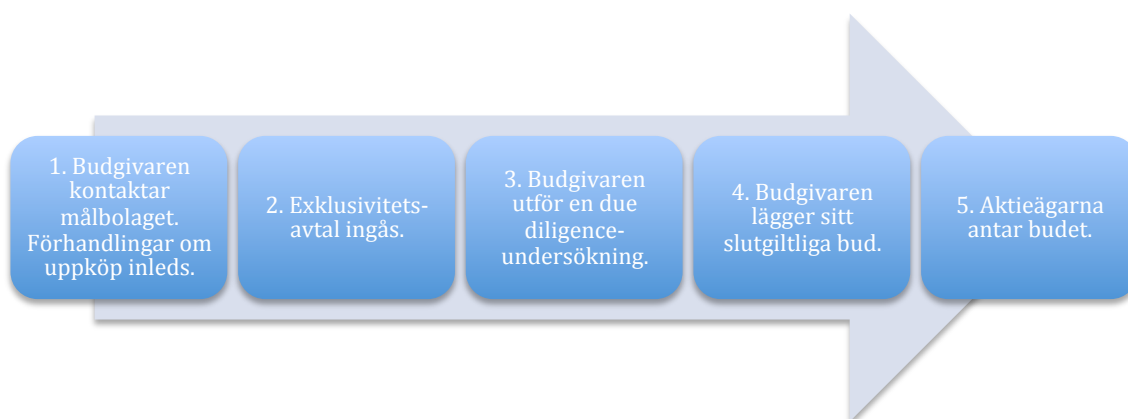 1. Budgivaren
kontaktar
målbolaget.
Förhandlingar om
uppköp inleds.
2. Exklusivitets-
avtal ingås.
3. Budgivaren
utför en due
diligence-
undersökning.
4. Budgivaren
lägger sitt
slutgiltliga bud.
5. Aktieägarna
antar budet.